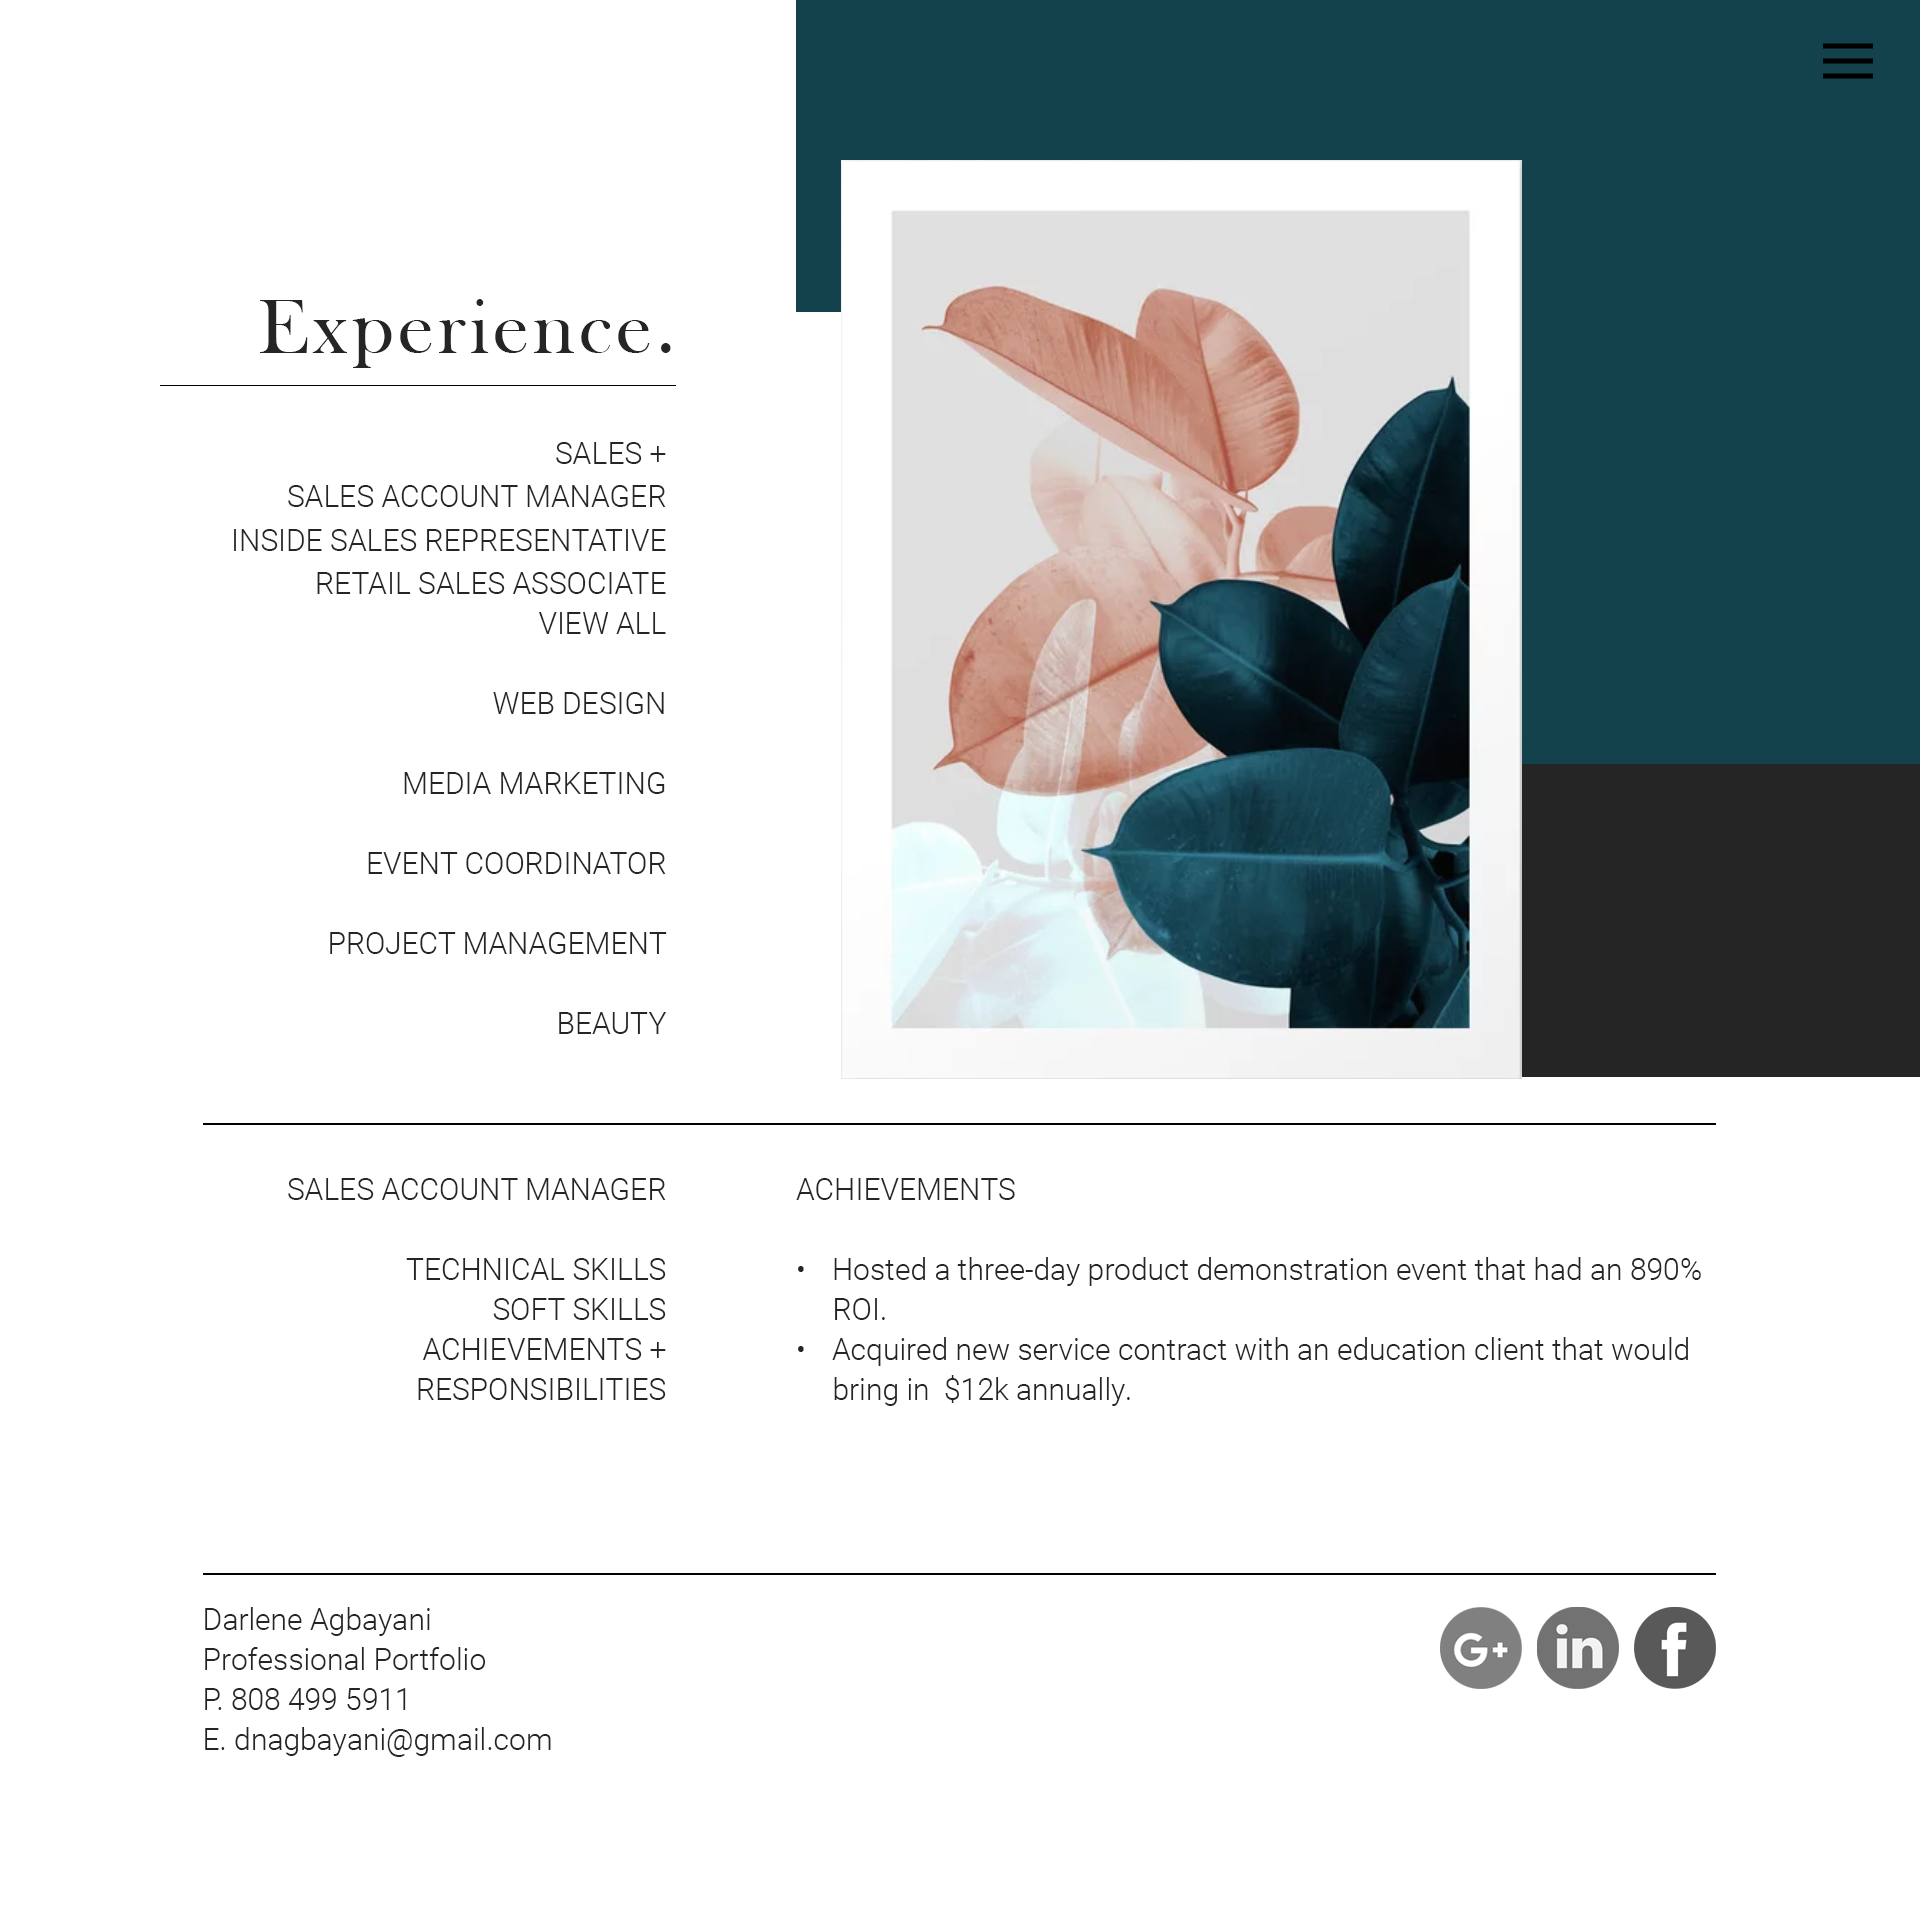 Experience.
SALES +
SALES ACCOUNT MANAGER
INSIDE SALES REPRESENTATIVE
RETAIL SALES ASSOCIATE
VIEW ALL
WEB DESIGN
MEDIA MARKETING
EVENT COORDINATOR
PROJECT MANAGEMENT
BEAUTY
SALES ACCOUNT MANAGER
TECHNICAL SKILLS
SOFT SKILLS
ACHIEVEMENTS +
RESPONSIBILITIES
ACHIEVEMENTS
• Hosted a three-day product demonstration event that had an 890%
ROI.
• Acquired new service contract with an education client that would
bring in  $12k annually.
Darlene Agbayani
Professional Portfolio
P. 808 499 5911
E. dnagbayani@gmail.com
G+ in f